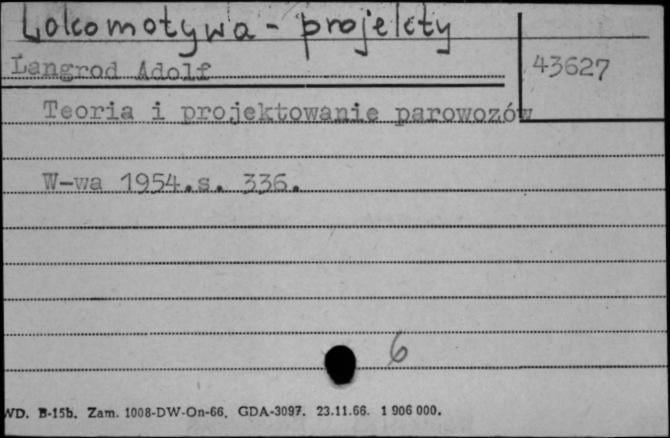 Lokomotywa - projekty
Langrod Adolf
43627
Teoria i projektowanie parowozów
W-wa 1954.s. 336.
6
WD. B-15b. Zam. 1008-DW-On-66. GDA-3097. 23.11.66. 1 906 000.